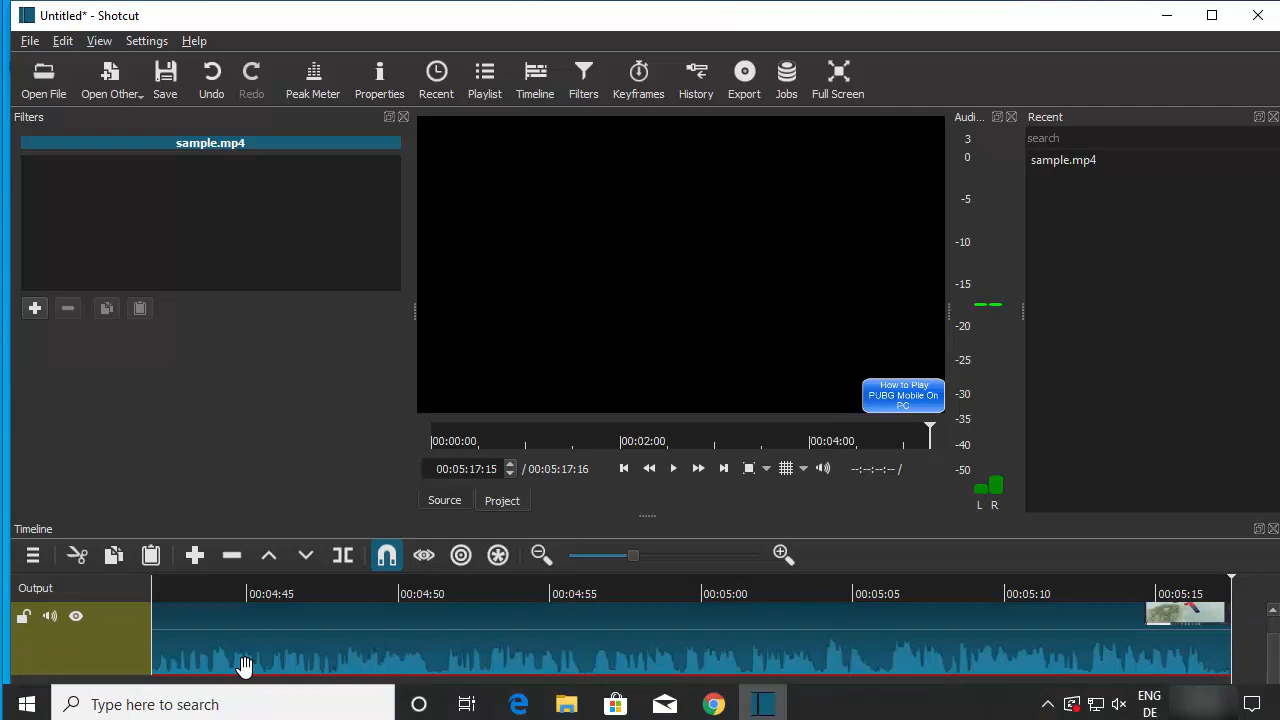 Untitled* - Shotcut
File Edit View Settings Help
Open File Open Other Save Undo Redo Peak Meter Properties Recent Playlist Timeline Filters Keyframes History Export Jobs Full Screen
Filters
sample.mp4
How to Play
PUBG Mobile On
PC
00:00:00 00:02:00 00:04:00
00:05:17:15 / 00:05:17:16 --:--:--:-- /
Source Project
Audi...
3
0
-5
-10
-15
-20
-25
-30
-35
-40
-50
L R
Recent
search
sample.mp4
Timeline
Output 00:04:45 00:04:50 00:04:55 00:05:00 00:05:05 00:05:10 00:05:15
Type here to search
ENG
DE